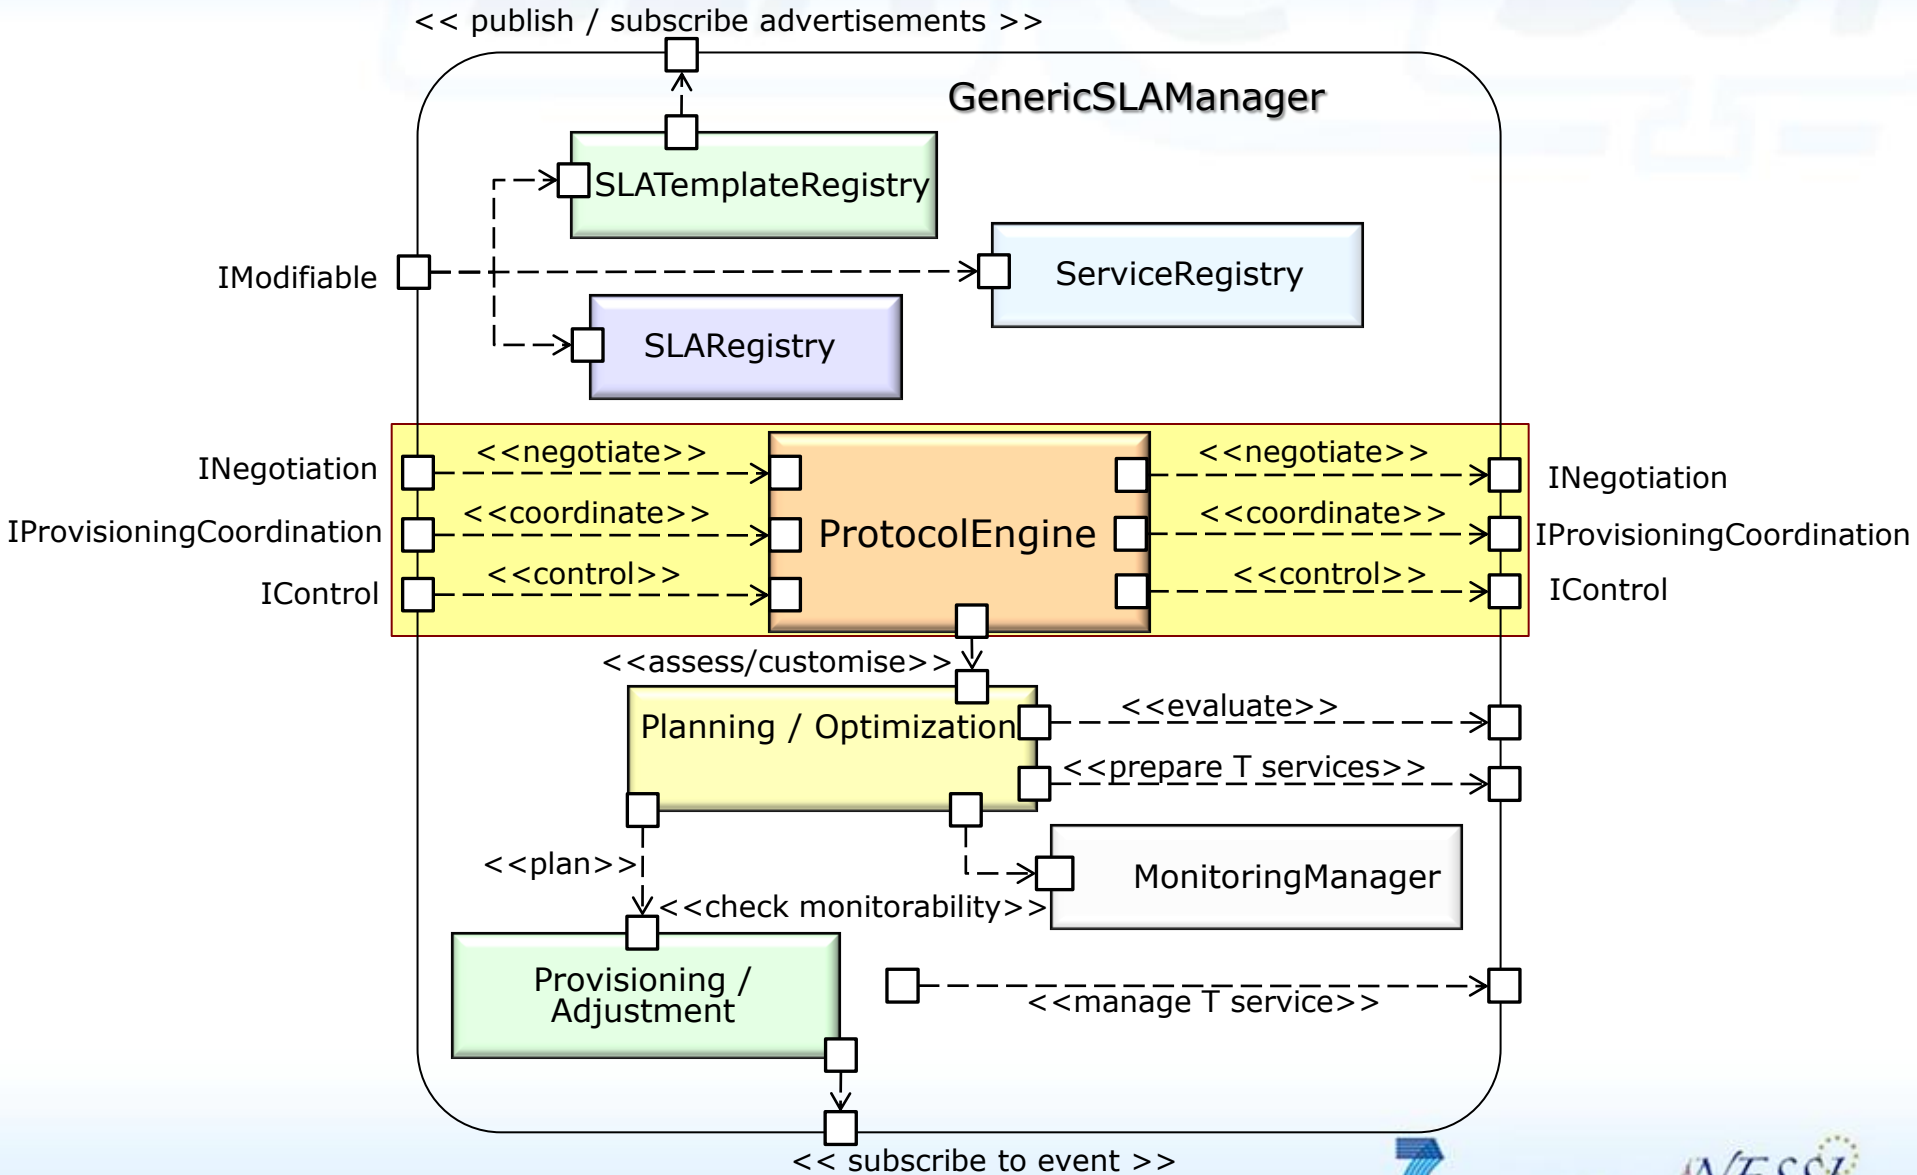 << publish / subscribe advertisements >>
GenericSLAManager
SLATemplateRegistry
IModifiable
ServiceRegistry
SLARegistry
INegotiation
<<negotiate>>
<<negotiate>>
INegotiation
IProvisioningCoordination
<<coordinate>>
ProtocolEngine
<<coordinate>>
IProvisioningCoordination
IControl
<<control>>
<<control>>
IControl
<<assess/customise>>
Planning / Optimization
<<evaluate>>
<<prepare T services>>
<<plan>>
MonitoringManager
<<check monitorability>>
Provisioning /
Adjustment
<<manage T service>>
<< subscribe to event >>
7
NESSI